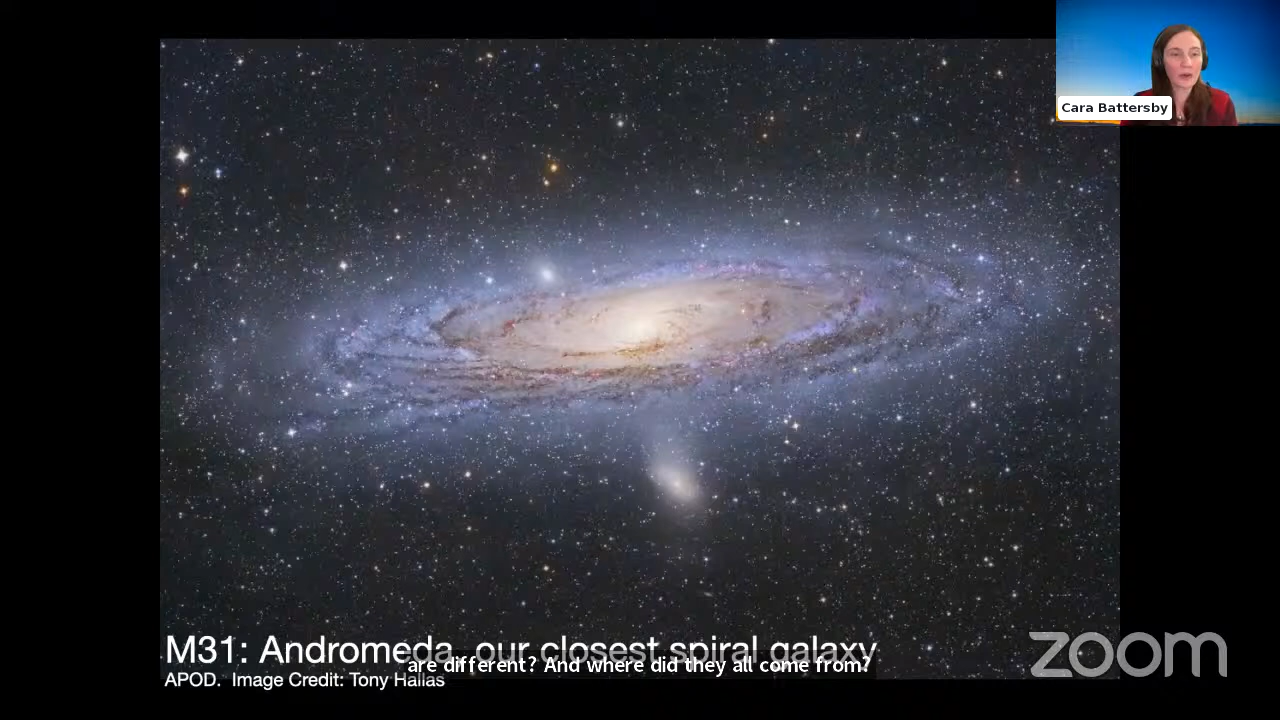 Cara Battersby
M31: Andromeda, our closest spiral galaxy
are different? And where did they all come from?
APOD. Image Credit: Tony Hallas
zoom